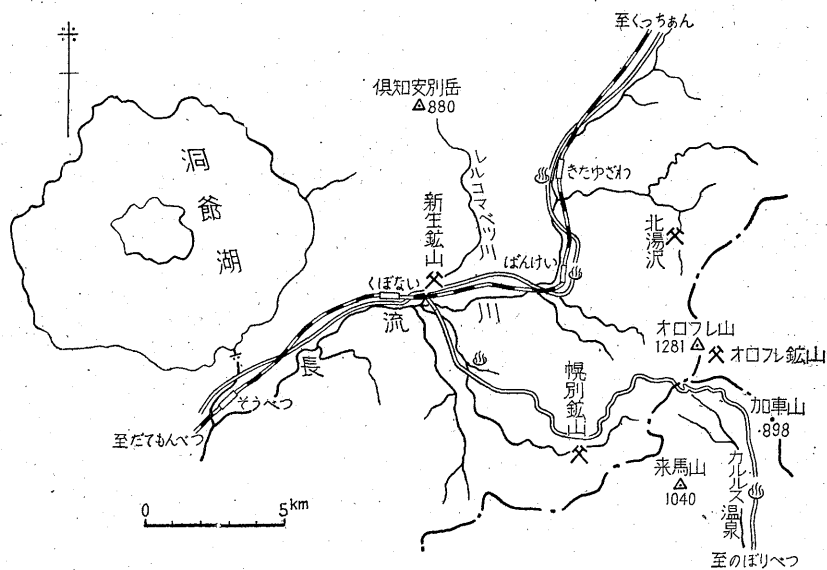 至くっちぁん
倶知安別岳
880
きたゆざわ
洞爺湖
レルコマベツ川
新生鉱山
北湯沢
ばんけい
くぼない
長流川
オロフレ山
1281
オロフレ鉱山
幌別鉱山
加車山
898
そうべつ
至だてもんべつ
来馬山
1040
カルルス温泉
0 5km
至のぼりべつ